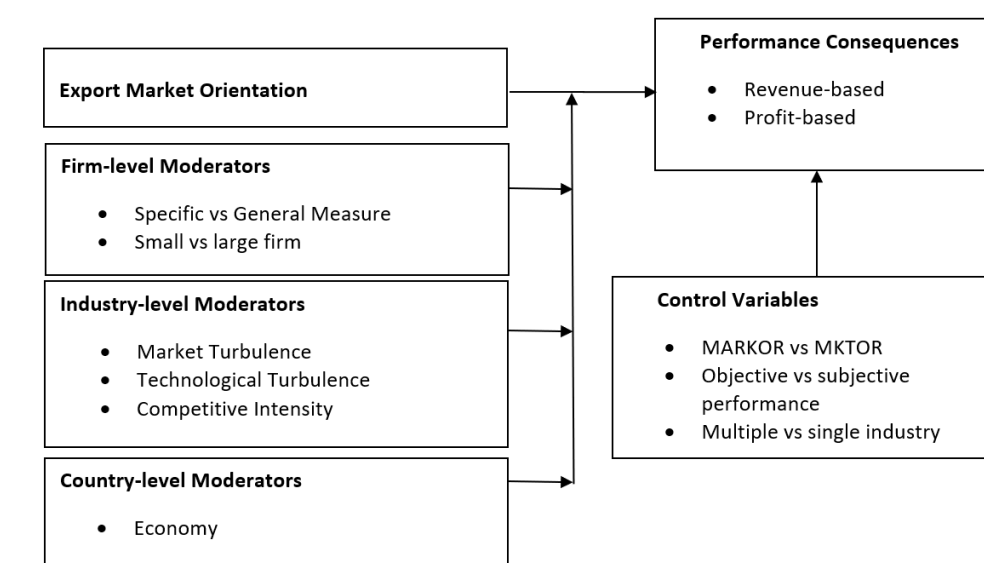 Export Market Orientation
Firm-level Moderators
• Specific vs General Measure
• Small vs large firm
Industry-level Moderators
• Market Turbulence
• Technological Turbulence
• Competitive Intensity
Country-level Moderators
• Economy
Performance Consequences
• Revenue-based
• Profit-based
Control Variables
• MARKOR vs MKTOR
• Objective vs subjective
performance
• Multiple vs single industry